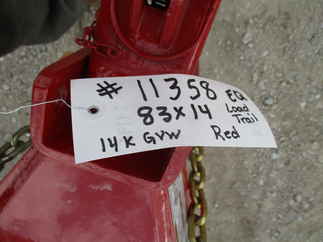 # 11358 EQ
83x14 Load Trail
14K GVW Red